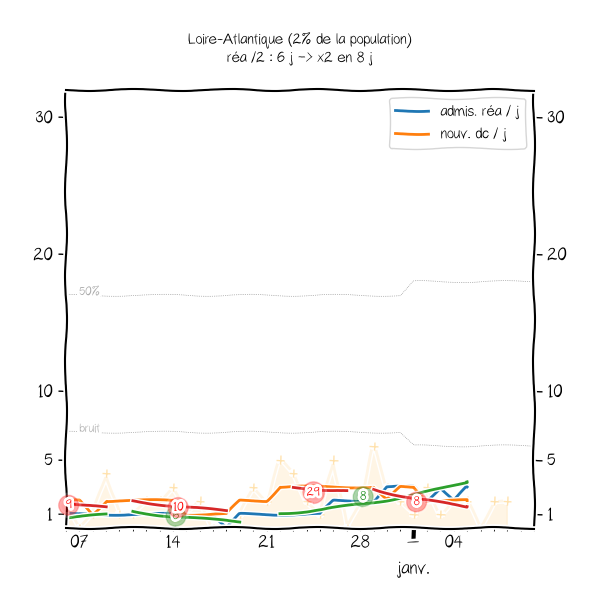 Loire-Atlantique (2% de la population)
réa /2 : 6 j -> x2 en 8 j
admis. réa / j
nouv. dc / j
30 30
20 20
50%
10 10
bruit
5 5
9 10 29 8 8
1 1
07 14 21 28 04
janv.